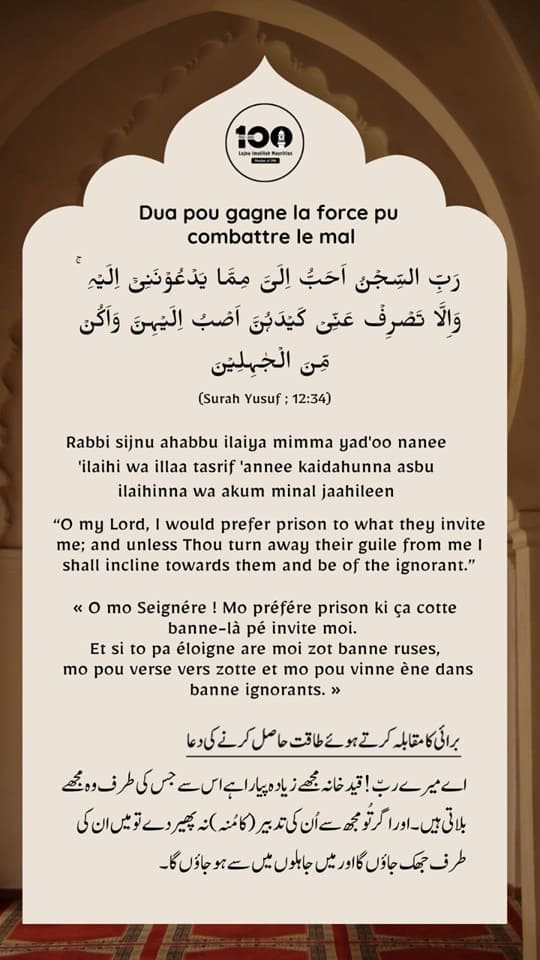 100
Lajna Imaillah Mauritius
Dua pou gagne la force pu
combattre le mal
رَبِّ السِّجۡنُ اَحَبُّ اِلَیَّ مِمَّا یَدۡعُوۡنَنِیۡۤ اِلَیۡہِ ۚ
وَاِلَّا تَصۡرِفۡ عَنِّیۡ کَیۡدَہُنَّ اَصۡبُ اِلَیۡہِنَّ وَاَکُنۡ
مِّنَ الۡجٰہِلِیۡنَ
(Surah Yusuf ; 12:34)
Rabbi sijnu ahabbu ilaiya mimma yad'oo nanee
'ilaihi wa illaa tasrif 'annee kaidahunna asbu
ilaihinna wa akum minal jaahileen
“O my Lord, I would prefer prison to what they invite
me; and unless Thou turn away their guile from me I
shall incline towards them and be of the ignorant.”
« O mo Seignére ! Mo préfére prison ki ça cotte
banne-là pé invite moi.
Et si to pa éloigne are moi zot banne ruses,
mo pou verse vers zotte et mo pou vinne ène dans
banne ignorants. »
برائی کا مقابلہ کرتے ہوئے طاقت حاصل کرنے کی دعا
اے میرے ربّ! قید خانہ مجھے زیادہ پیارا ہے اس سے جس کی طرف وہ مجھے
بلاتی ہیں۔ اور اگر تُو مجھ سے اُن کی تدبیر (کا مُنہ) نہ پھیر دے تو میں ان کی
طرف جھک جاؤں گا اور میں جاہلوں میں سے ہو جاؤں گا۔